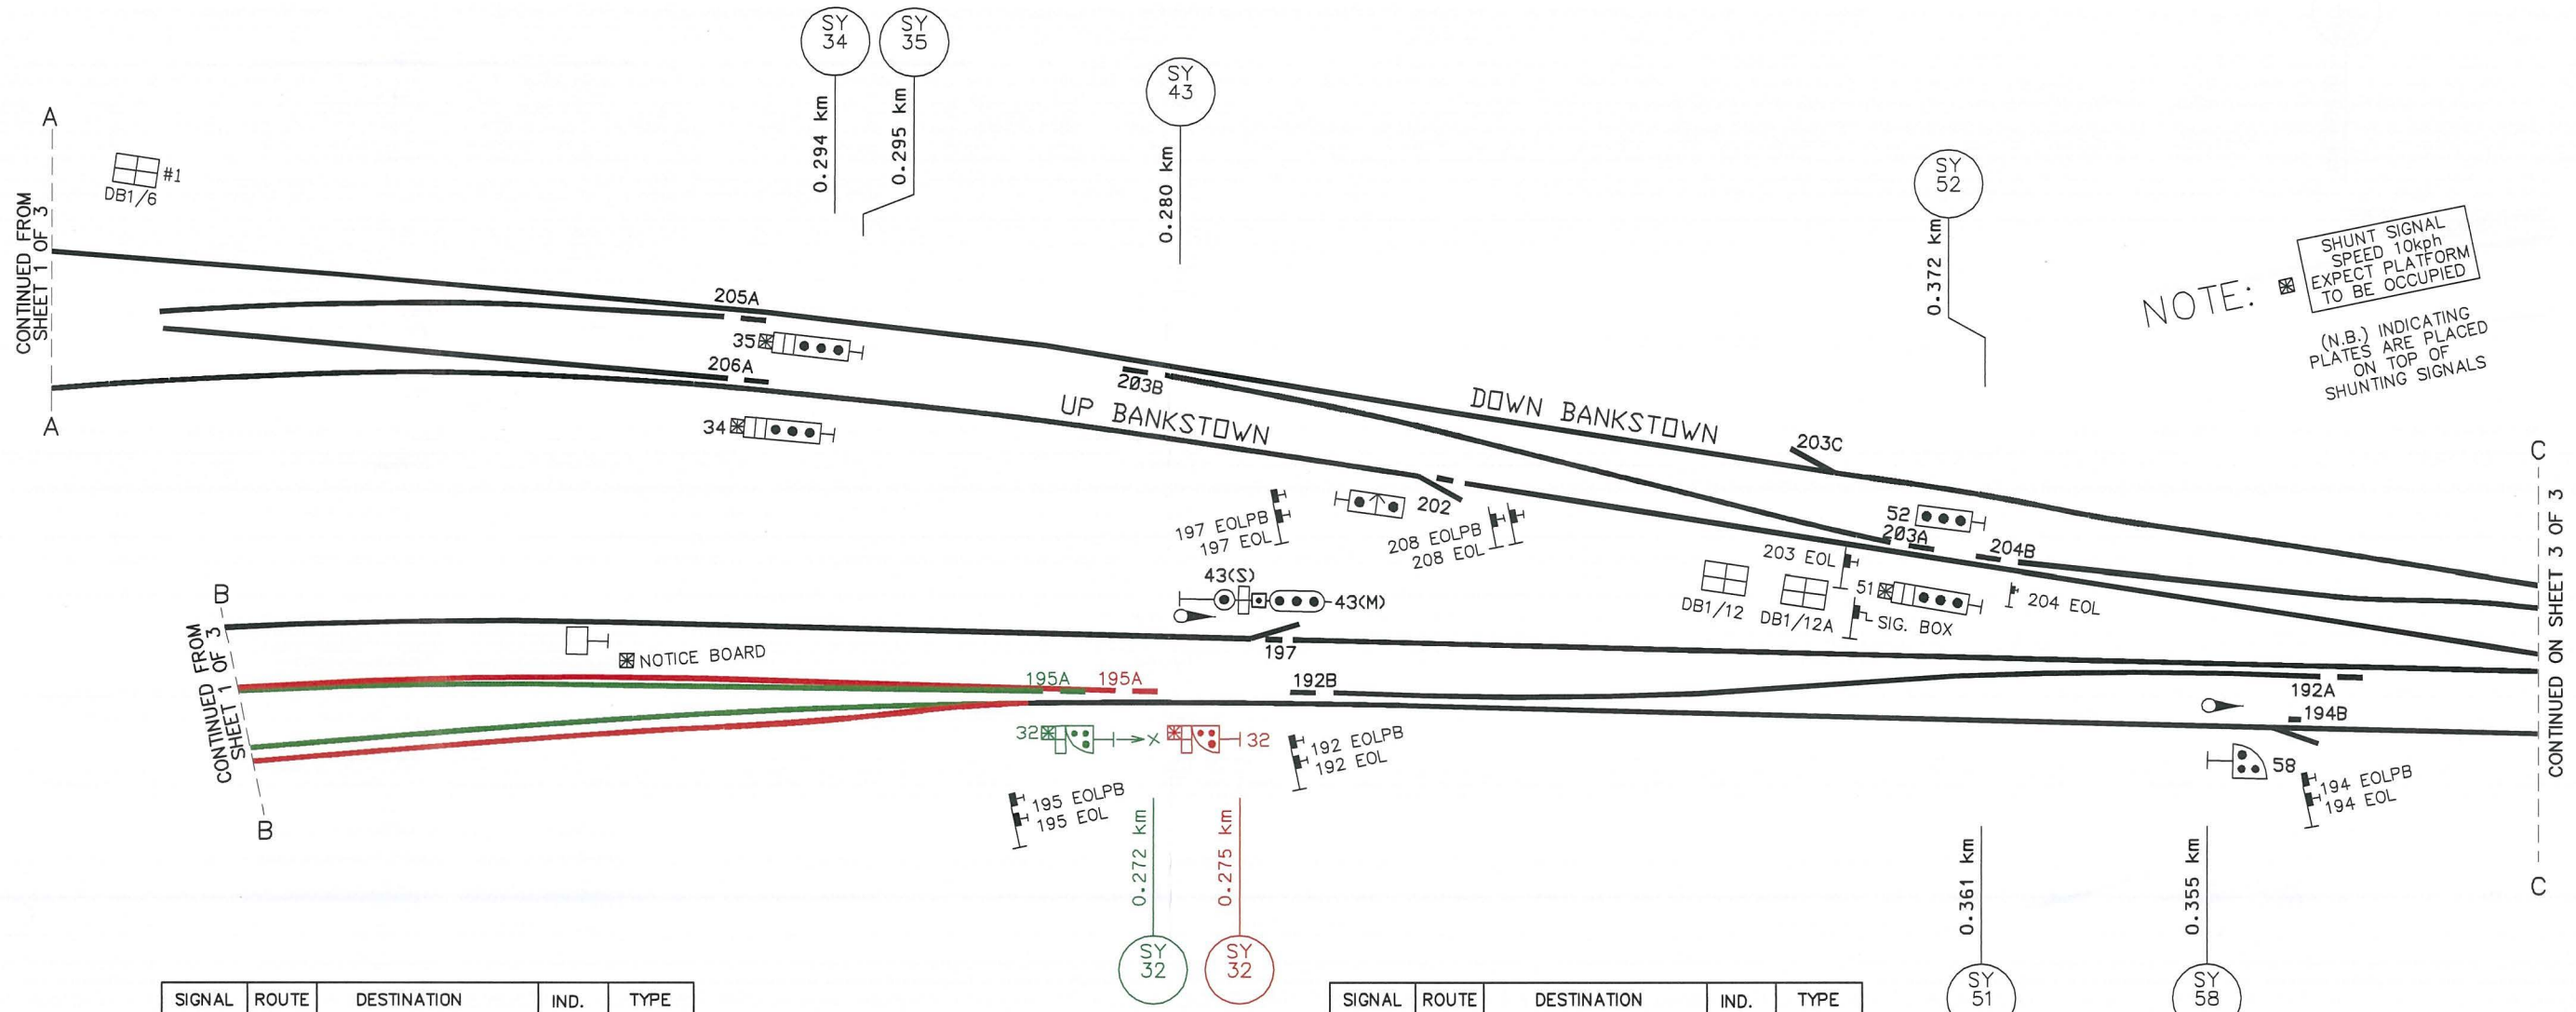 SY
34
SY
35
SY
43
SY
52
0.294 km
0.295 km
0.280 km
0.372 km
A
CONTINUED FROM
SHEET 1 OF 3
#1
DB1/6
A
205A
35
206A
34
203B
UP BANKSTOWN
DOWN BANKSTOWN
203C
NOTE:
SHUNT SIGNAL
SPEED 10kph
EXPECT PLATFORM
TO BE OCCUPIED
(N.B.) INDICATING
PLATES ARE PLACED
ON TOP OF
SHUNTING SIGNALS
C
197 EOLPB
197 EOL
202
208 EOLPB
208 EOL
52
203A
204B
203 EOL
DB1/12
DB1/12A
51
SIG. BOX
204 EOL
43(S)
43(M)
B
CONTINUED FROM
SHEET 1 OF 3
B
NOTICE BOARD
197
195A
195A
192B
192A
194B
32
32
192 EOLPB
192 EOL
58
195 EOLPB
195 EOL
194 EOLPB
194 EOL
CONTINUED ON SHEET 3 OF 3
C
0.272 km
0.275 km
0.361 km
0.355 km
SY
32
SY
32
SY
51
SY
58
SIGNAL ROUTE DESTINATION IND. TYPE
SIGNAL ROUTE DESTINATION IND. TYPE